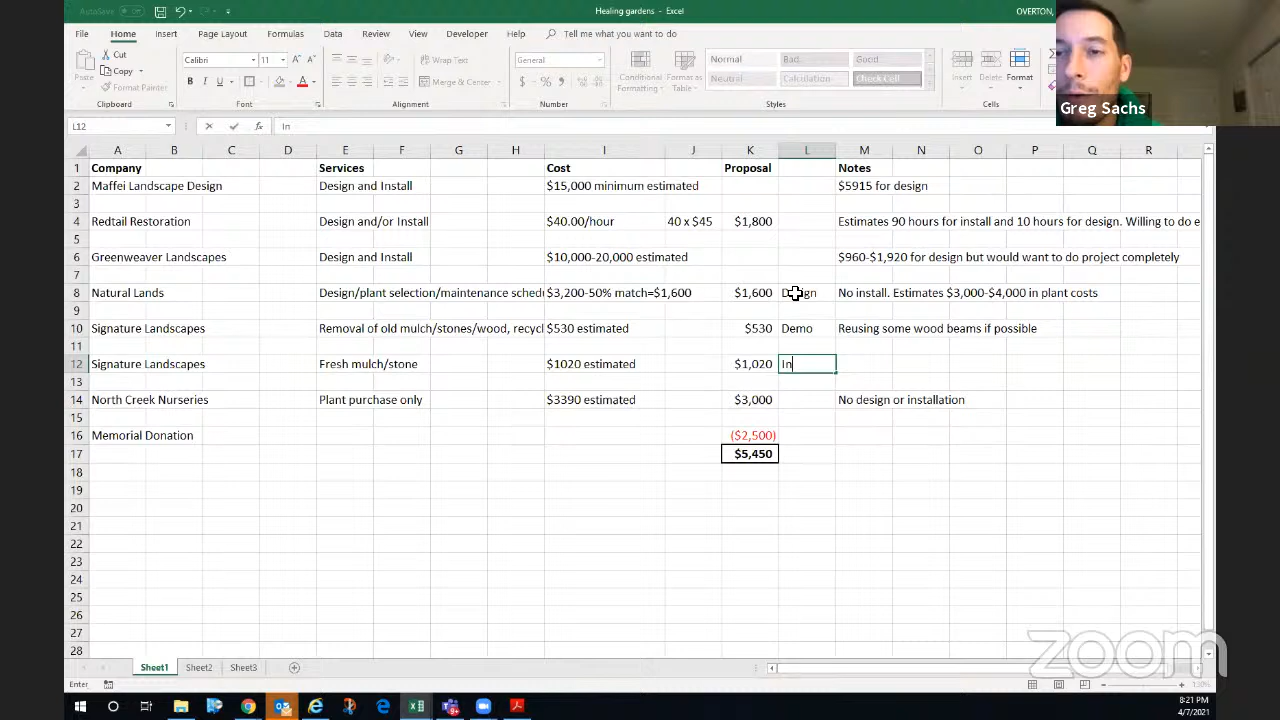 AutoSave
Healing gardens - Excel
OVERTON,
File Home Insert Page Layout Formulas Data Review View Developer Help Tell me what you want to do
Paste Cut Copy Format Painter
Clipboard
Calibri 11
Font
Wrap Text Merge & Center
Alignment
General
Number
Conditional Formatting Format as Table
Normal Bad Good
Neutral Calculation Check Cell
Styles
Insert Delete Format
Cells
Greg Sachs
L12 fx In
A B C D E F G H I J K L M N O P Q R
1 Company Services Cost Proposal Notes
2 Maffei Landscape Design Design and Install $15,000 minimum estimated $5915 for design
3
4 Redtail Restoration Design and/or Install $40.00/hour 40 x $45 $1,800 Estimates 90 hours for install and 10 hours for design. Willing to do e
5
6 Greenweaver Landscapes Design and Install $10,000-20,000 estimated $960-$1,920 for design but would want to do project completely
7
8 Natural Lands Design/plant selection/maintenance sched $3,200-50% match=$1,600 $1,600 Design No install. Estimates $3,000-$4,000 in plant costs
9
10 Signature Landscapes Removal of old mulch/stones/wood, recycl $530 estimated $530 Demo Reusing some wood beams if possible
11
12 Signature Landscapes Fresh mulch/stone $1020 estimated $1,020 In
13
14 North Creek Nurseries Plant purchase only $3390 estimated $3,000 No design or installation
15
16 Memorial Donation ($2,500)
17 $5,450
18
19
20
21
22
23
24
25
26
27
28
Sheet1 Sheet2 Sheet3
zoom
Enter
130%
8:21 PM
4/7/2021